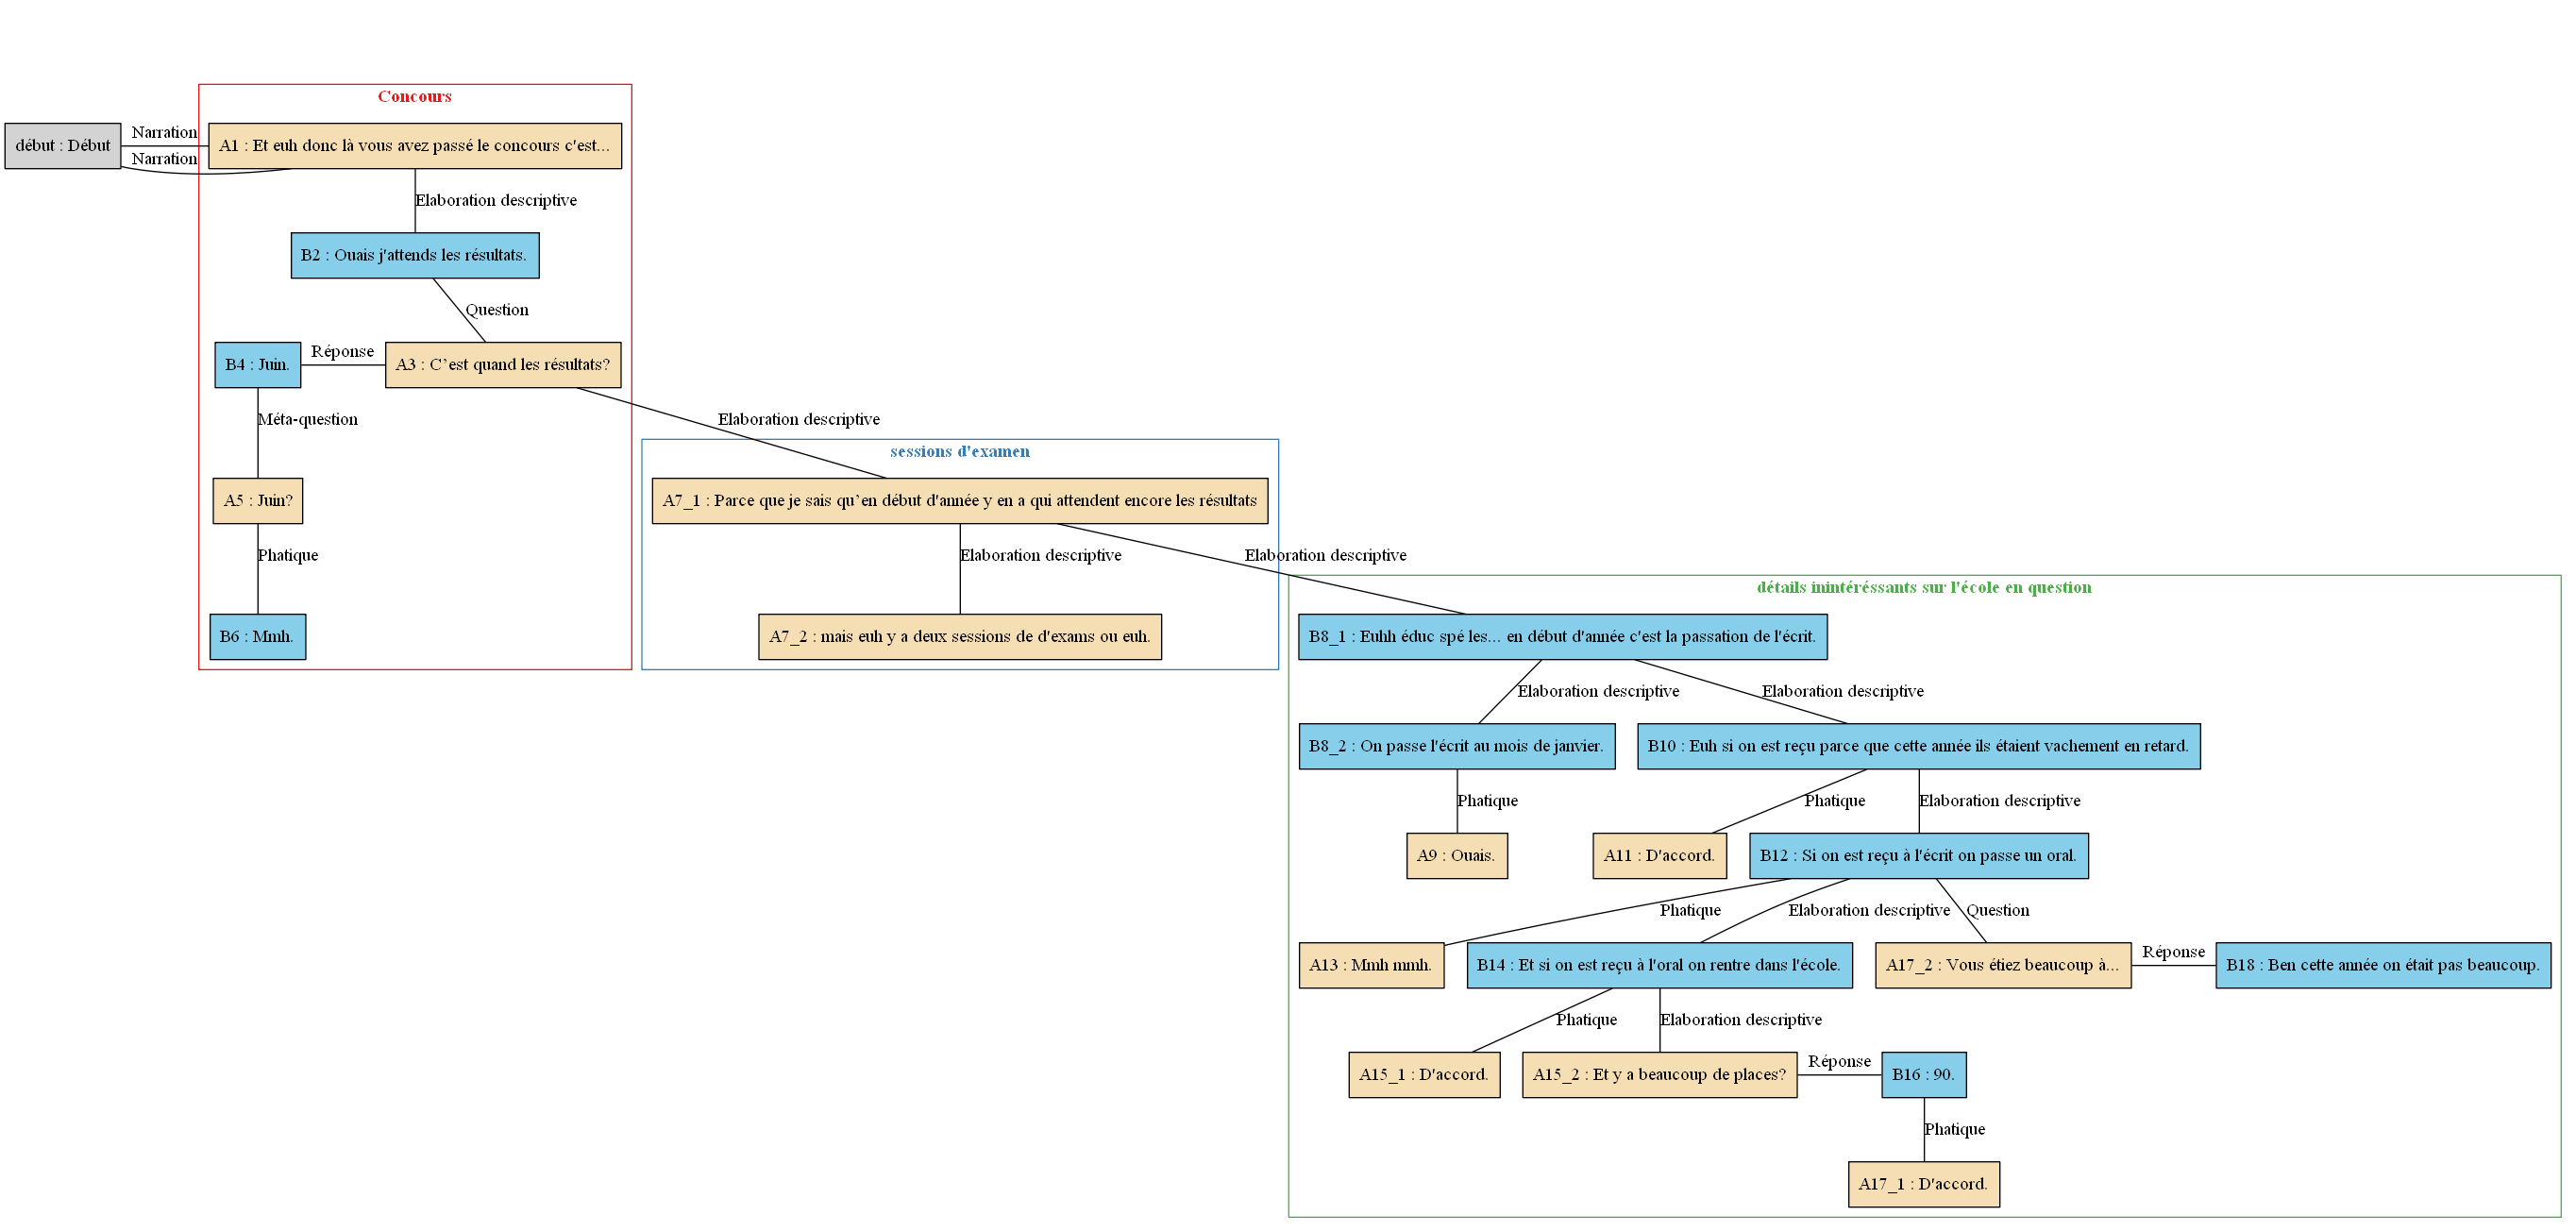 Concours
début : Début
Narration
Narration
A1 : Et euh donc là vous avez passé le concours c'est...
Elaboration descriptive
B2 : Ouais j'attends les résultats.
Question
B4 : Juin.
Réponse
A3 : C’est quand les résultats?
Méta-question
Elaboration descriptive
sessions d'examen
A5 : Juin?
A7_1 : Parce que je sais qu’en début d'année y en a qui attendent encore les résultats
Phatique
Elaboration descriptive
Elaboration descriptive
détails inintéréssants sur l'école en question
B6 : Mmh.
A7_2 : mais euh y a deux sessions de d'exams ou euh.
B8_1 : Euhh éduc spé les... en début d'année c'est la passation de l'écrit.
Elaboration descriptive
Elaboration descriptive
B8_2 : On passe l'écrit au mois de janvier.
B10 : Euh si on est reçu parce que cette année ils étaient vachement en retard.
Phatique
Phatique
Elaboration descriptive
A9 : Ouais.
A11 : D'accord.
B12 : Si on est reçu à l'écrit on passe un oral.
Phatique
Elaboration descriptive
Question
A13 : Mmh mmh.
B14 : Et si on est reçu à l'oral on rentre dans l'école.
A17_2 : Vous étiez beaucoup à...
Réponse
B18 : Ben cette année on était pas beaucoup.
Phatique
Elaboration descriptive
A15_1 : D'accord.
A15_2 : Et y a beaucoup de places?
Réponse
B16 : 90.
Phatique
A17_1 : D'accord.